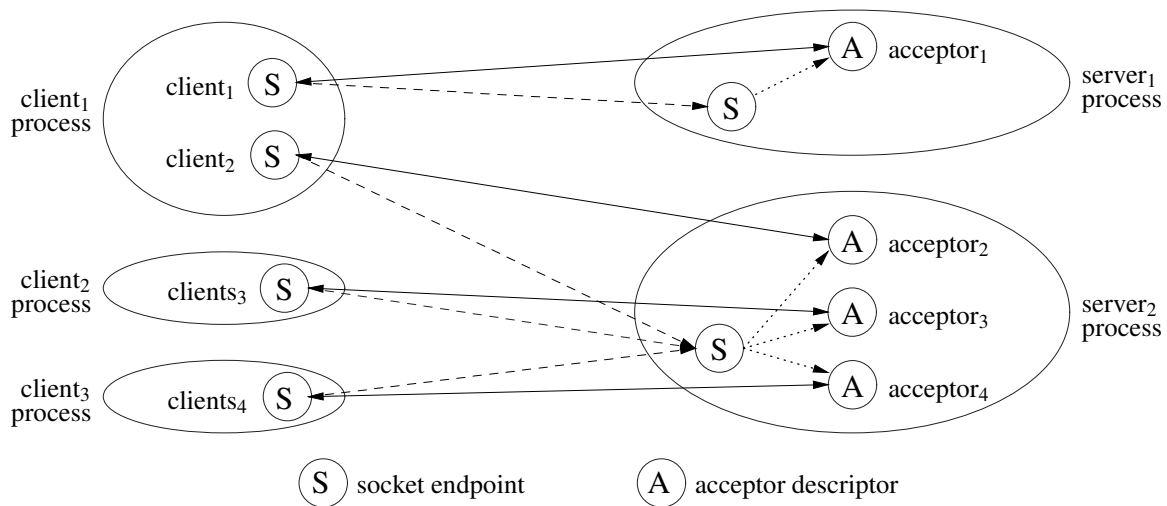 client₁
process
client₁
S
client₂
S
A
acceptor₁
S
server₁
process
client₂
process
clients₃
S
client₃
process
clients₄
S
A
acceptor₂
A
acceptor₃
S
A
acceptor₄
server₂
process
S socket endpoint
A acceptor descriptor